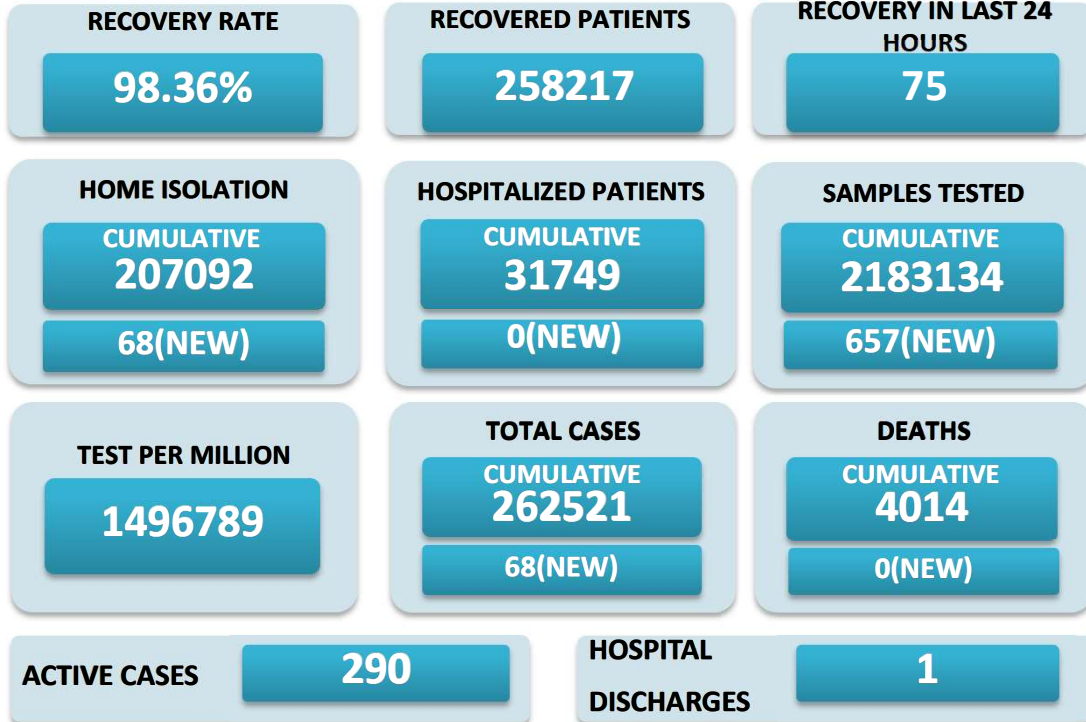 RECOVERY RATE
98.36%
RECOVERED PATIENTS
258217
RECOVERY IN LAST 24
HOURS
75
HOME ISOLATION
CUMULATIVE
207092
68(NEW)
HOSPITALIZED PATIENTS
CUMULATIVE
31749
0(NEW)
SAMPLES TESTED
CUMULATIVE
2183134
657(NEW)
TEST PER MILLION
1496789
TOTAL CASES
CUMULATIVE
262521
68(NEW)
DEATHS
CUMULATIVE
4014
0(NEW)
ACTIVE CASES
290
HOSPITAL
DISCHARGES
1